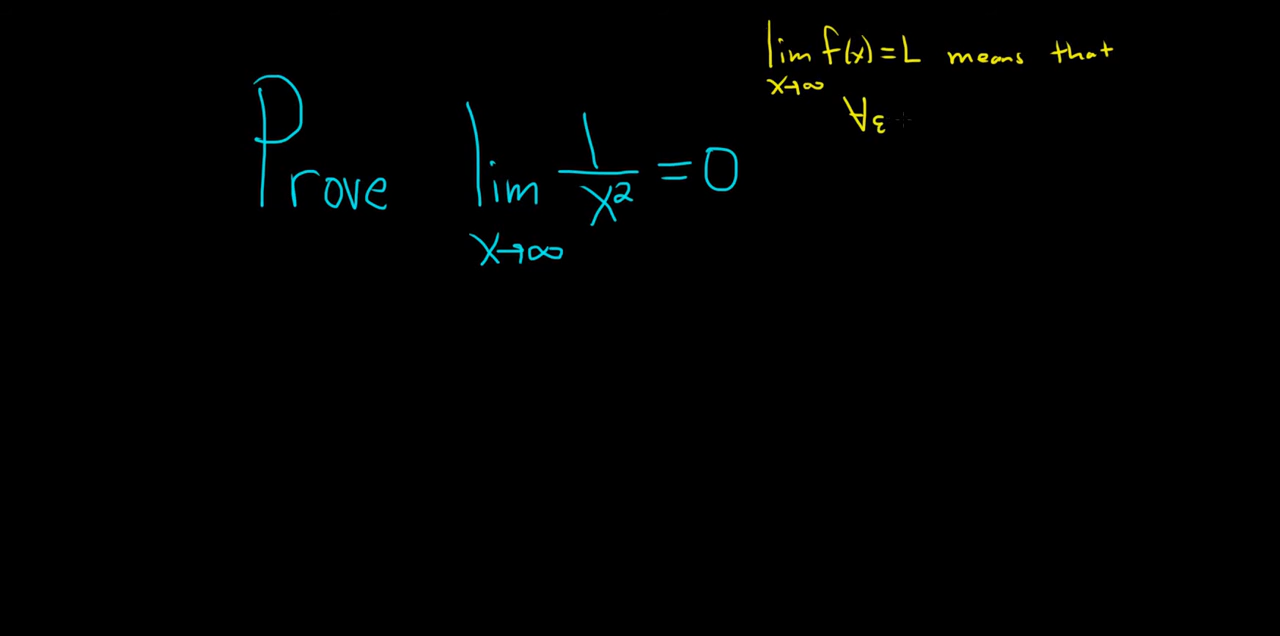 lim f(x) = L means that
x→∞
∀ε
Prove lim 1/x² = 0
x→∞